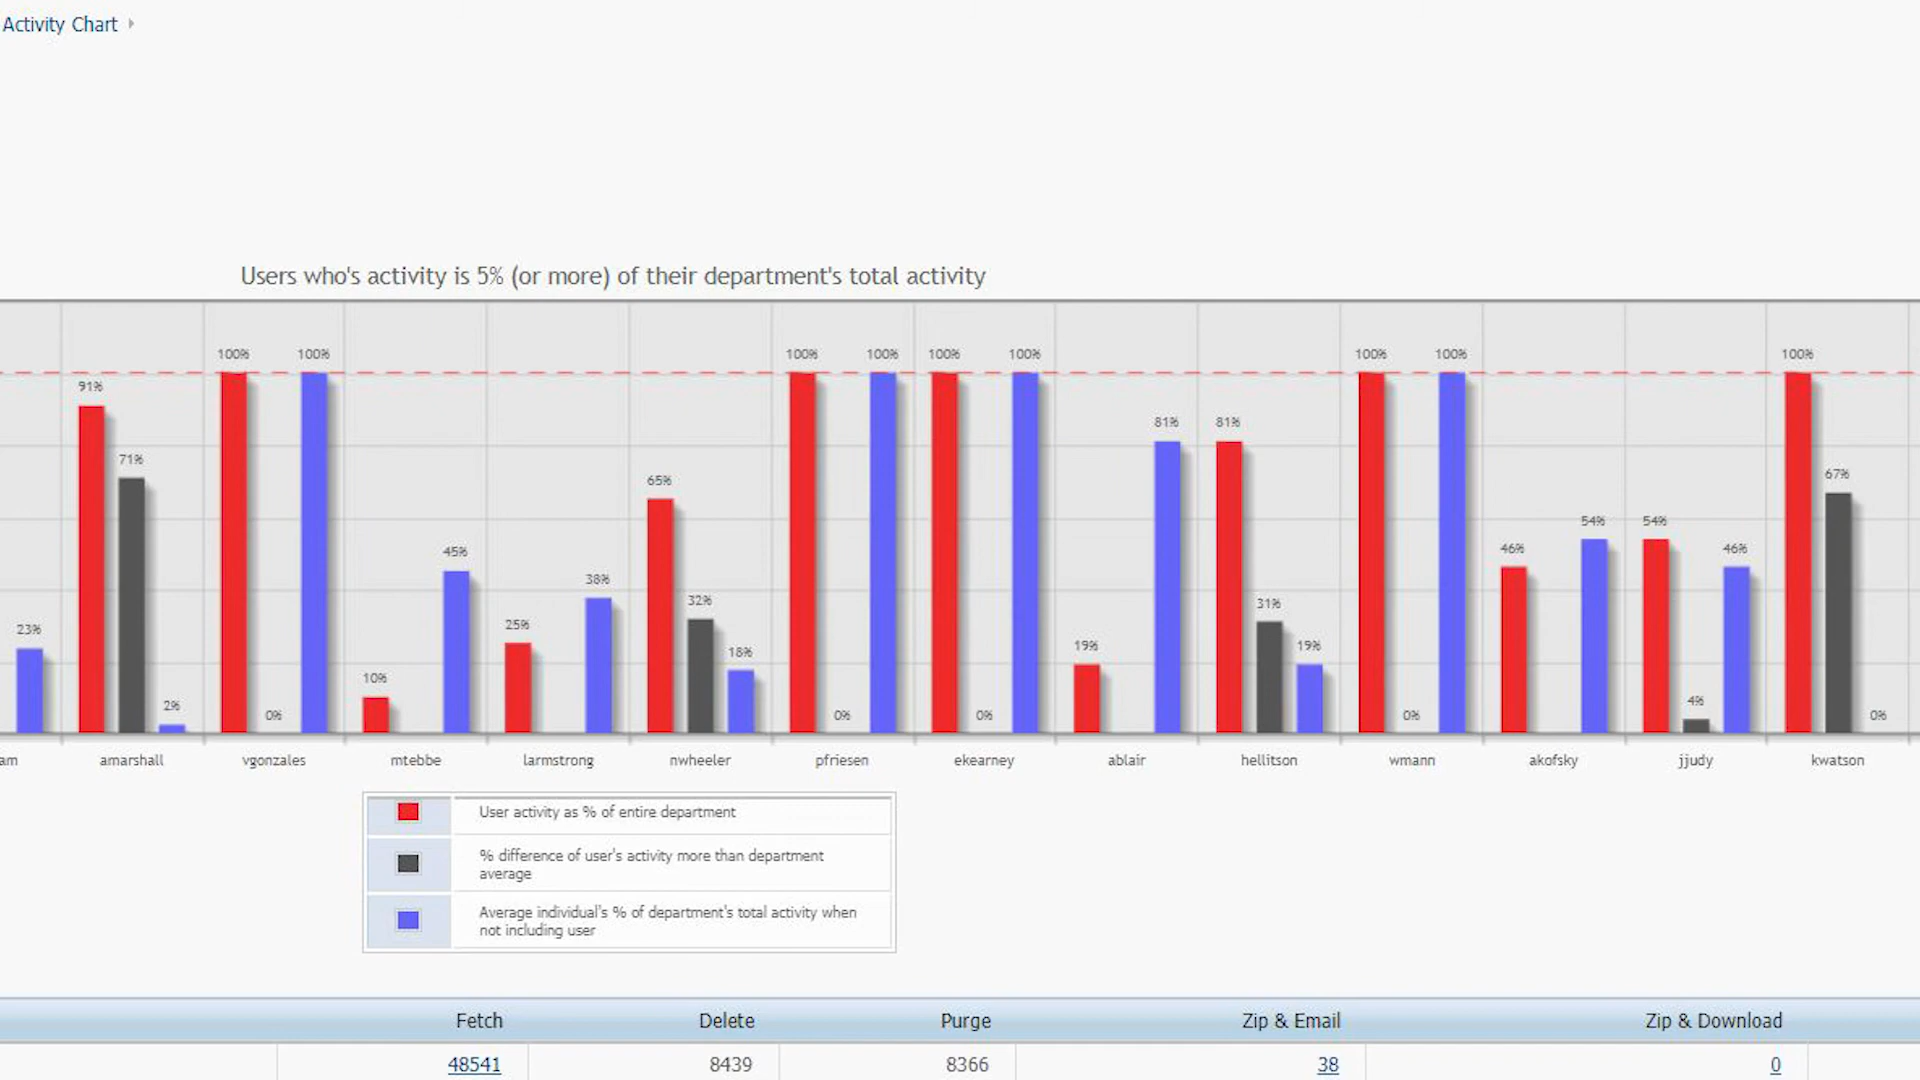 Activity Chart
Users who's activity is 5% (or more) of their department's total activity
100% 100% 100% 100% 100% 100% 100% 100% 100%
91%
81% 81%
71%
67%
65%
54% 54%
45% 46% 46%
38%
32% 31%
23% 25%
18% 19% 19%
10%
2% 4%
0% 0% 0% 0% 0%
am amarshall vgonzales mtebbe larmstrong nwheeler pfriesen ekearney ablair hellitson wmann akofsky jjudy kwatson
User activity as % of entire department
% difference of user's activity more than department
average
Average individual's % of department's total activity when
not including user
Fetch Delete Purge Zip & Email Zip & Download
48541 8439 8366 38 0